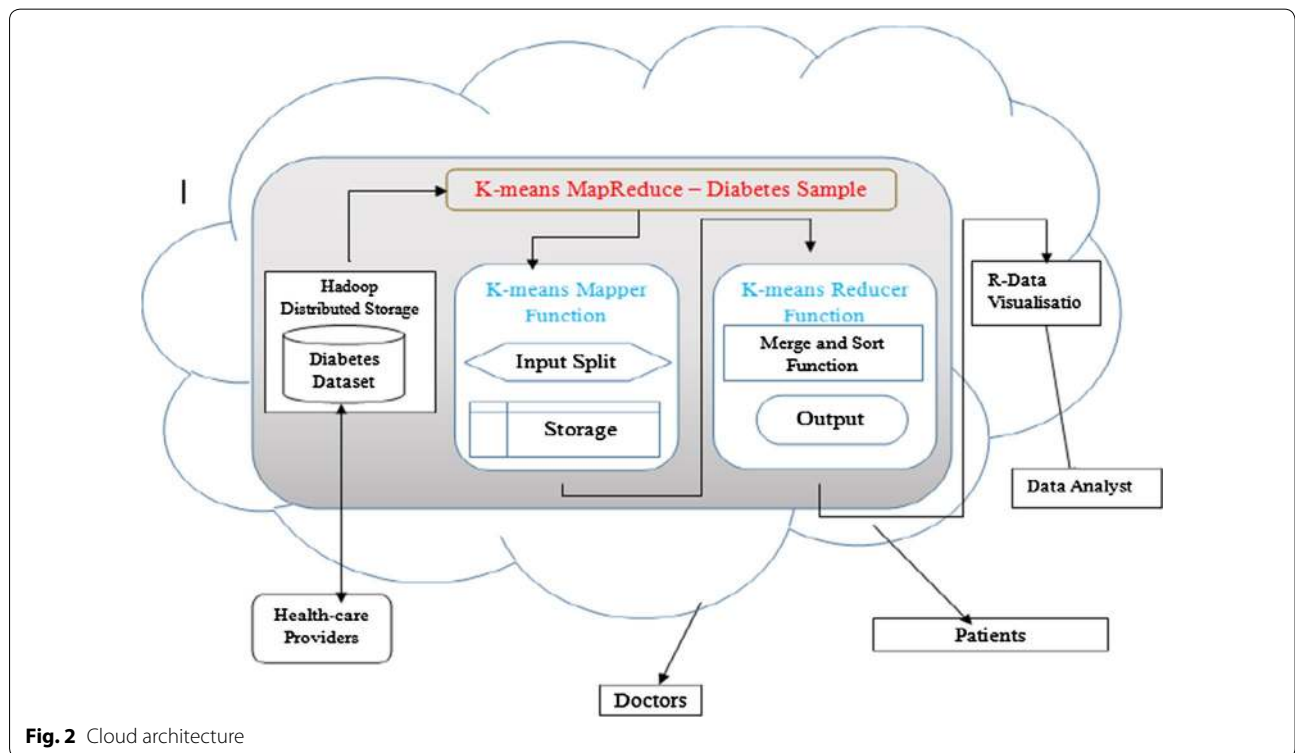 K-means MapReduce – Diabetes Sample
Hadoop
Distributed Storage
Diabetes
Dataset
K-means Mapper
Function
Input Split
Storage
K-means Reducer
Function
Merge and Sort
Function
Output
R-Data
Visualisatio
Data Analyst
Health-care
Providers
Patients
Doctors
Fig. 2 Cloud architecture